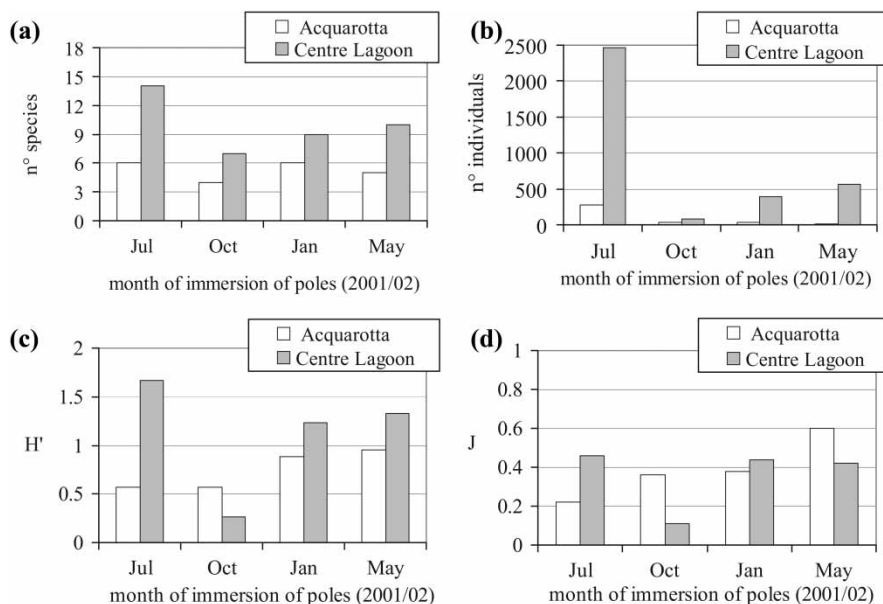 (a)
Acquarotta
Centre Lagoon
18
15
12
9
6
3
0
n° species
Jul Oct Jan May
month of immersion of poles (2001/02)
(b)
Acquarotta
Centre Lagoon
2500
2000
1500
1000
500
0
n° individuals
Jul Oct Jan May
month of immersion of poles (2001/02)
(c)
Acquarotta
Centre Lagoon
2
1.5
1
0.5
0
H'
Jul Oct Jan May
month of immersion of poles (2001/02)
(d)
Acquarotta
Centre Lagoon
1
0.8
0.6
0.4
0.2
0
J
Jul Oct Jan May
month of immersion of poles (2001/02)